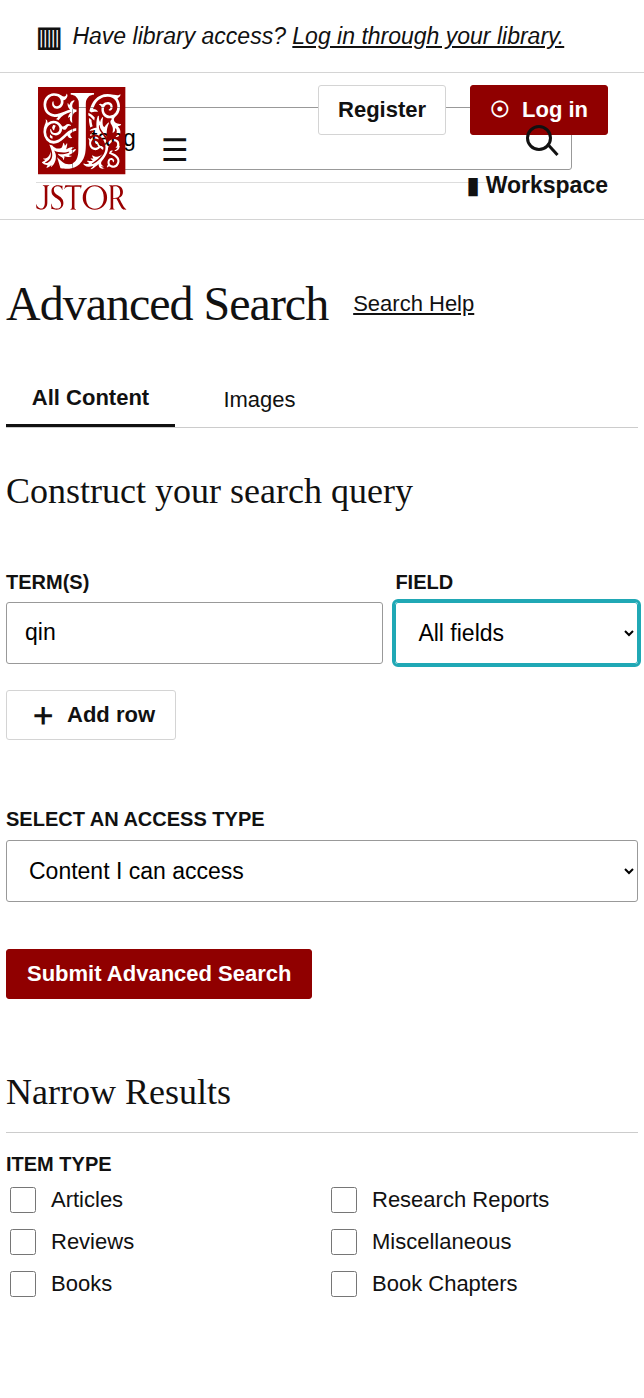 Have library access? Log in through your library.
Register
Log in
JSTOR
Workspace
Advanced Search
Search Help
All Content
Images
Construct your search query
TERM(S)
FIELD
qin
All fields
Add row
SELECT AN ACCESS TYPE
Content I can access
Submit Advanced Search
Narrow Results
ITEM TYPE
Articles
Research Reports
Reviews
Miscellaneous
Books
Book Chapters